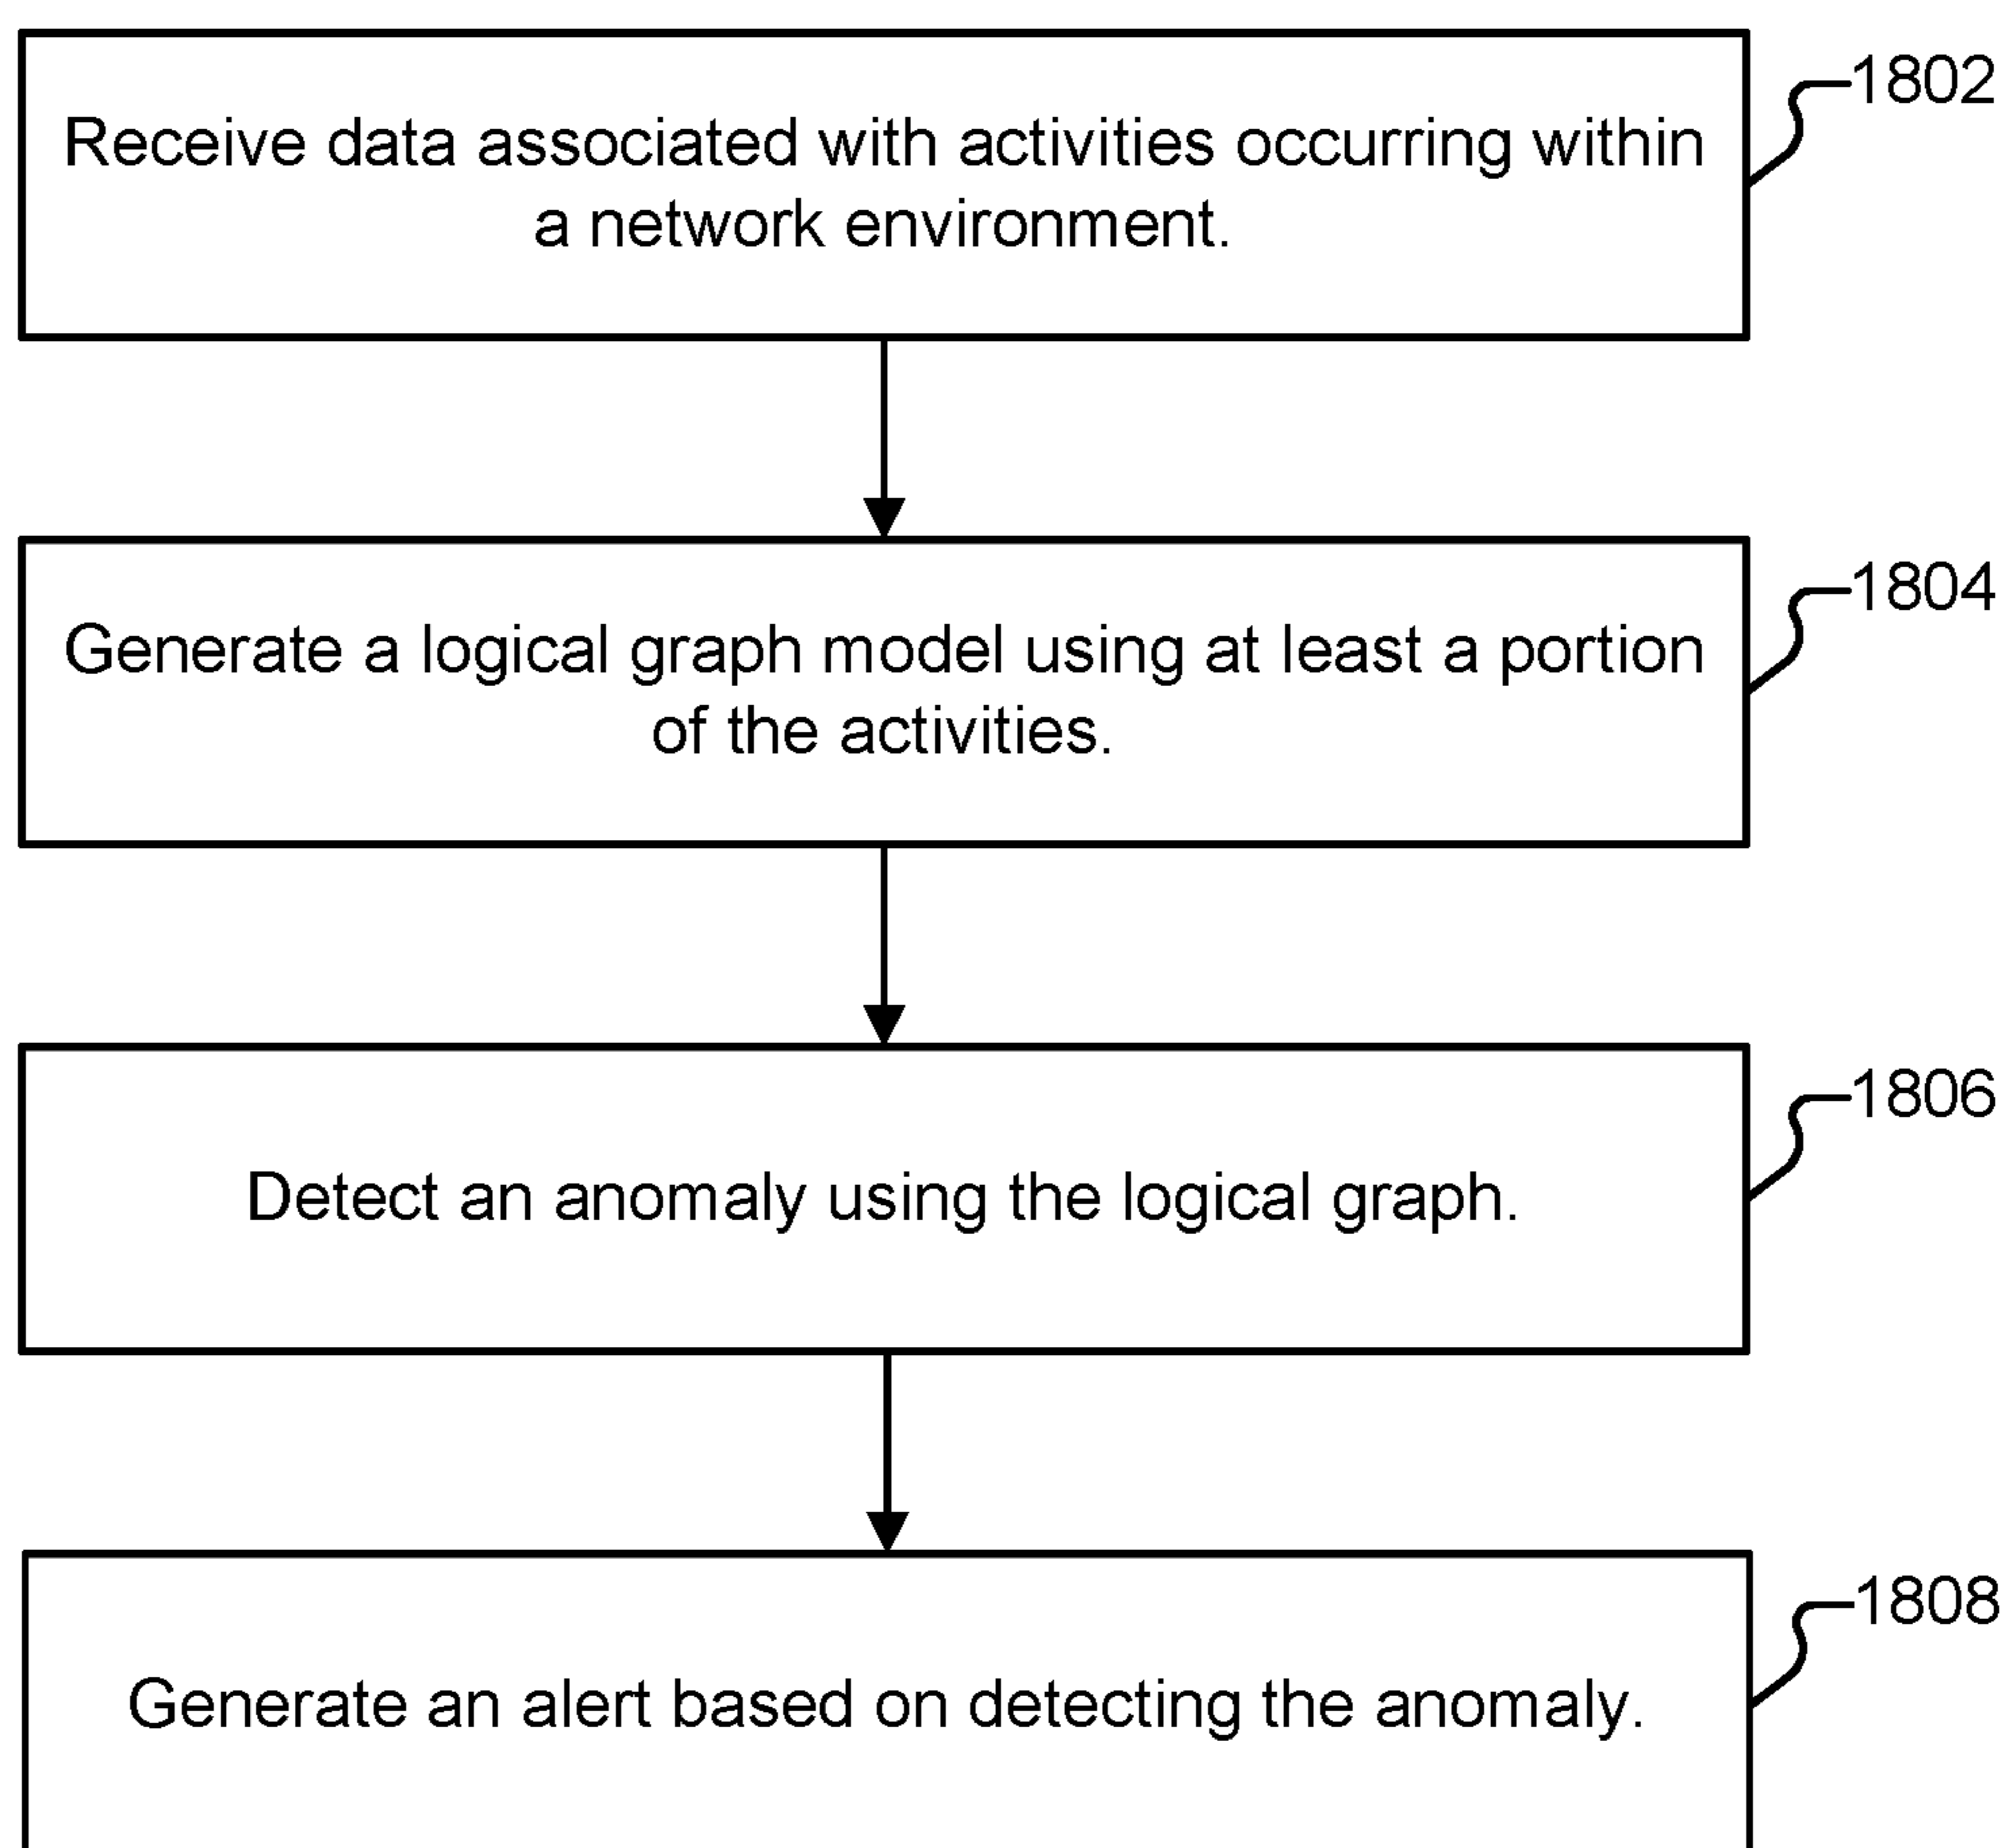 1802
Receive data associated with activities occurring within
a network environment.
1804
Generate a logical graph model using at least a portion
of the activities.
1806
Detect an anomaly using the logical graph.
1808
Generate an alert based on detecting the anomaly.